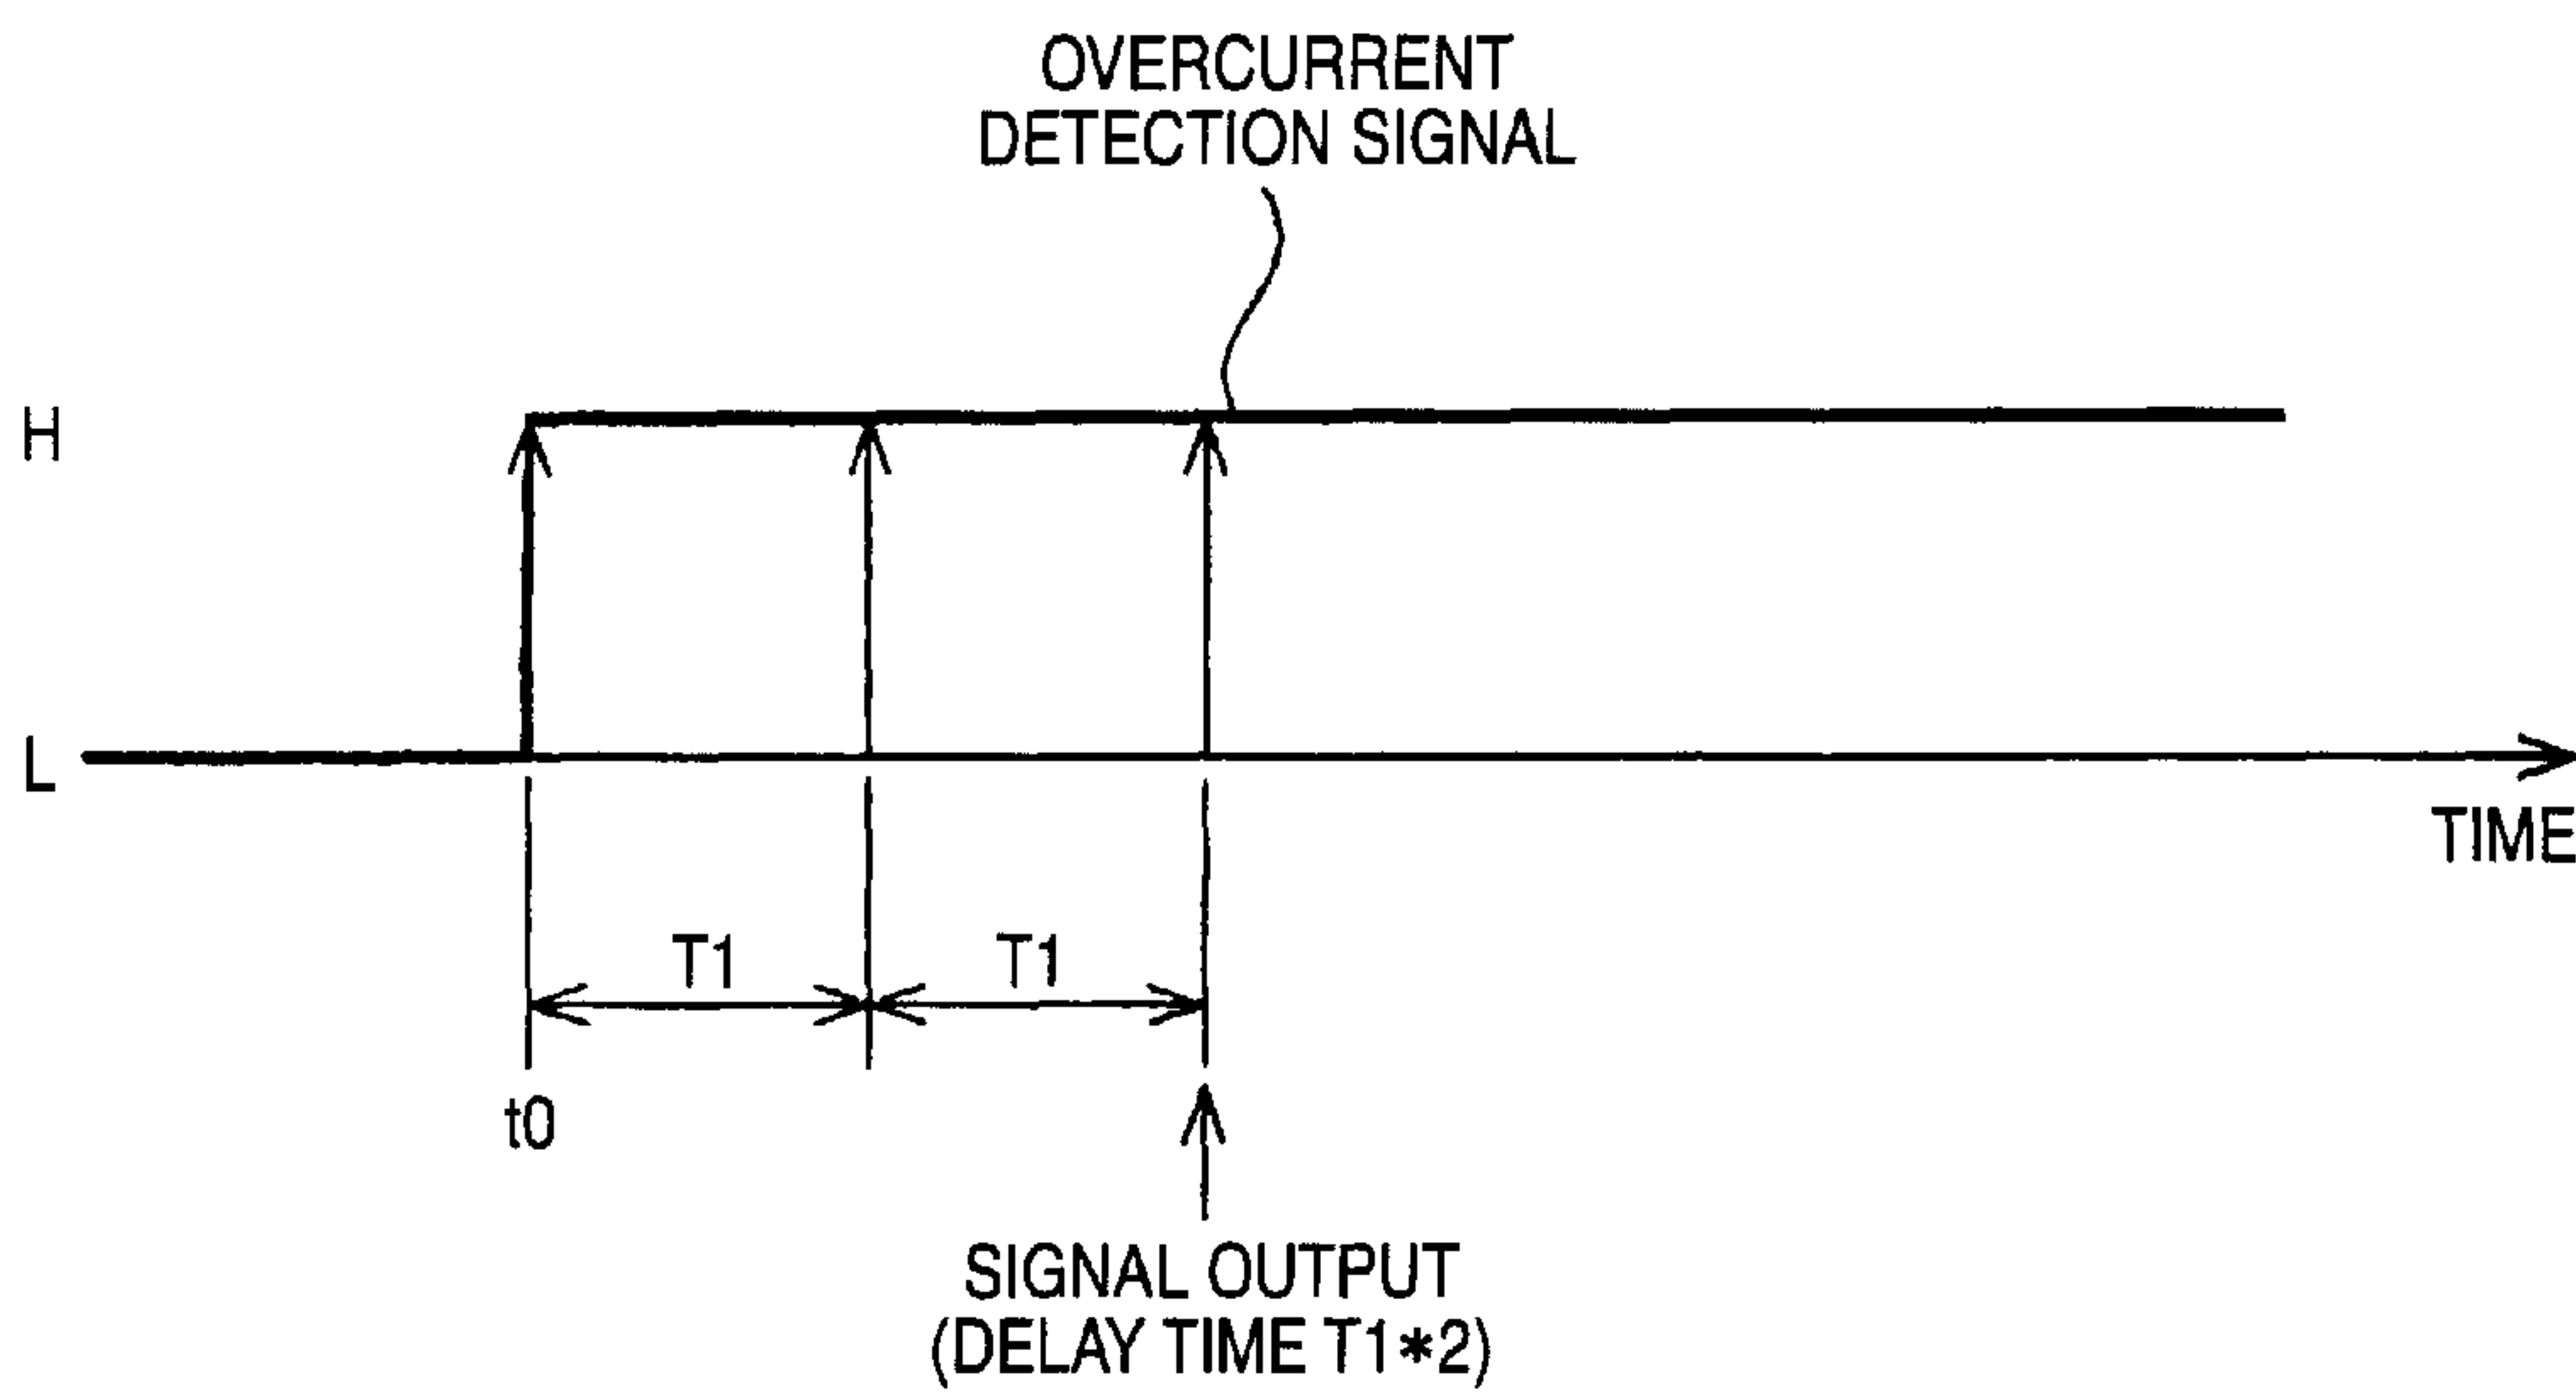 OVERCURRENT
DETECTION SIGNAL
H
L
TIME
T1
T1
t0
SIGNAL OUTPUT
(DELAY TIME T1*2)